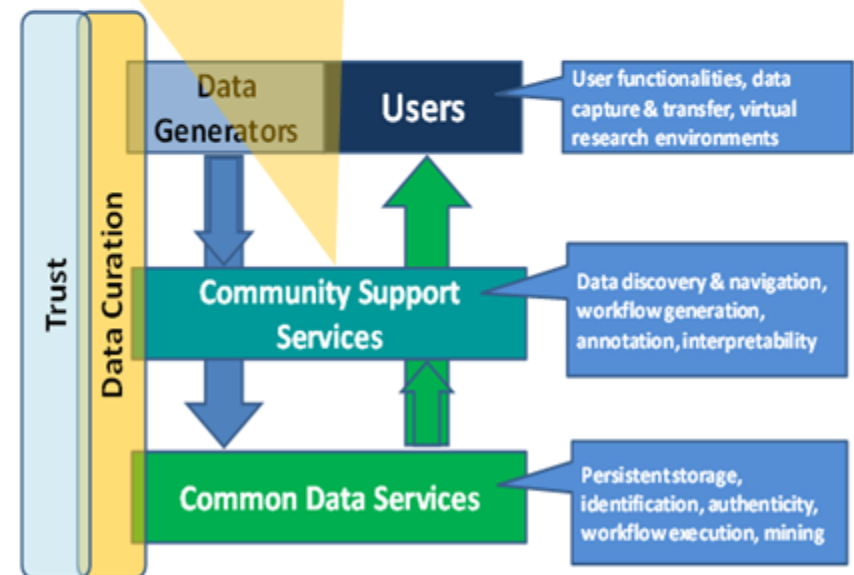 Trust
Data Curation
Data
Generators
Users
User functionalities, data
capture & transfer, virtual
research environments
Community Support
Services
Data discovery & navigation,
workflow generation,
annotation, interpretability
Common Data Services
Persistent storage,
identification, authenticity,
workflow execution, mining